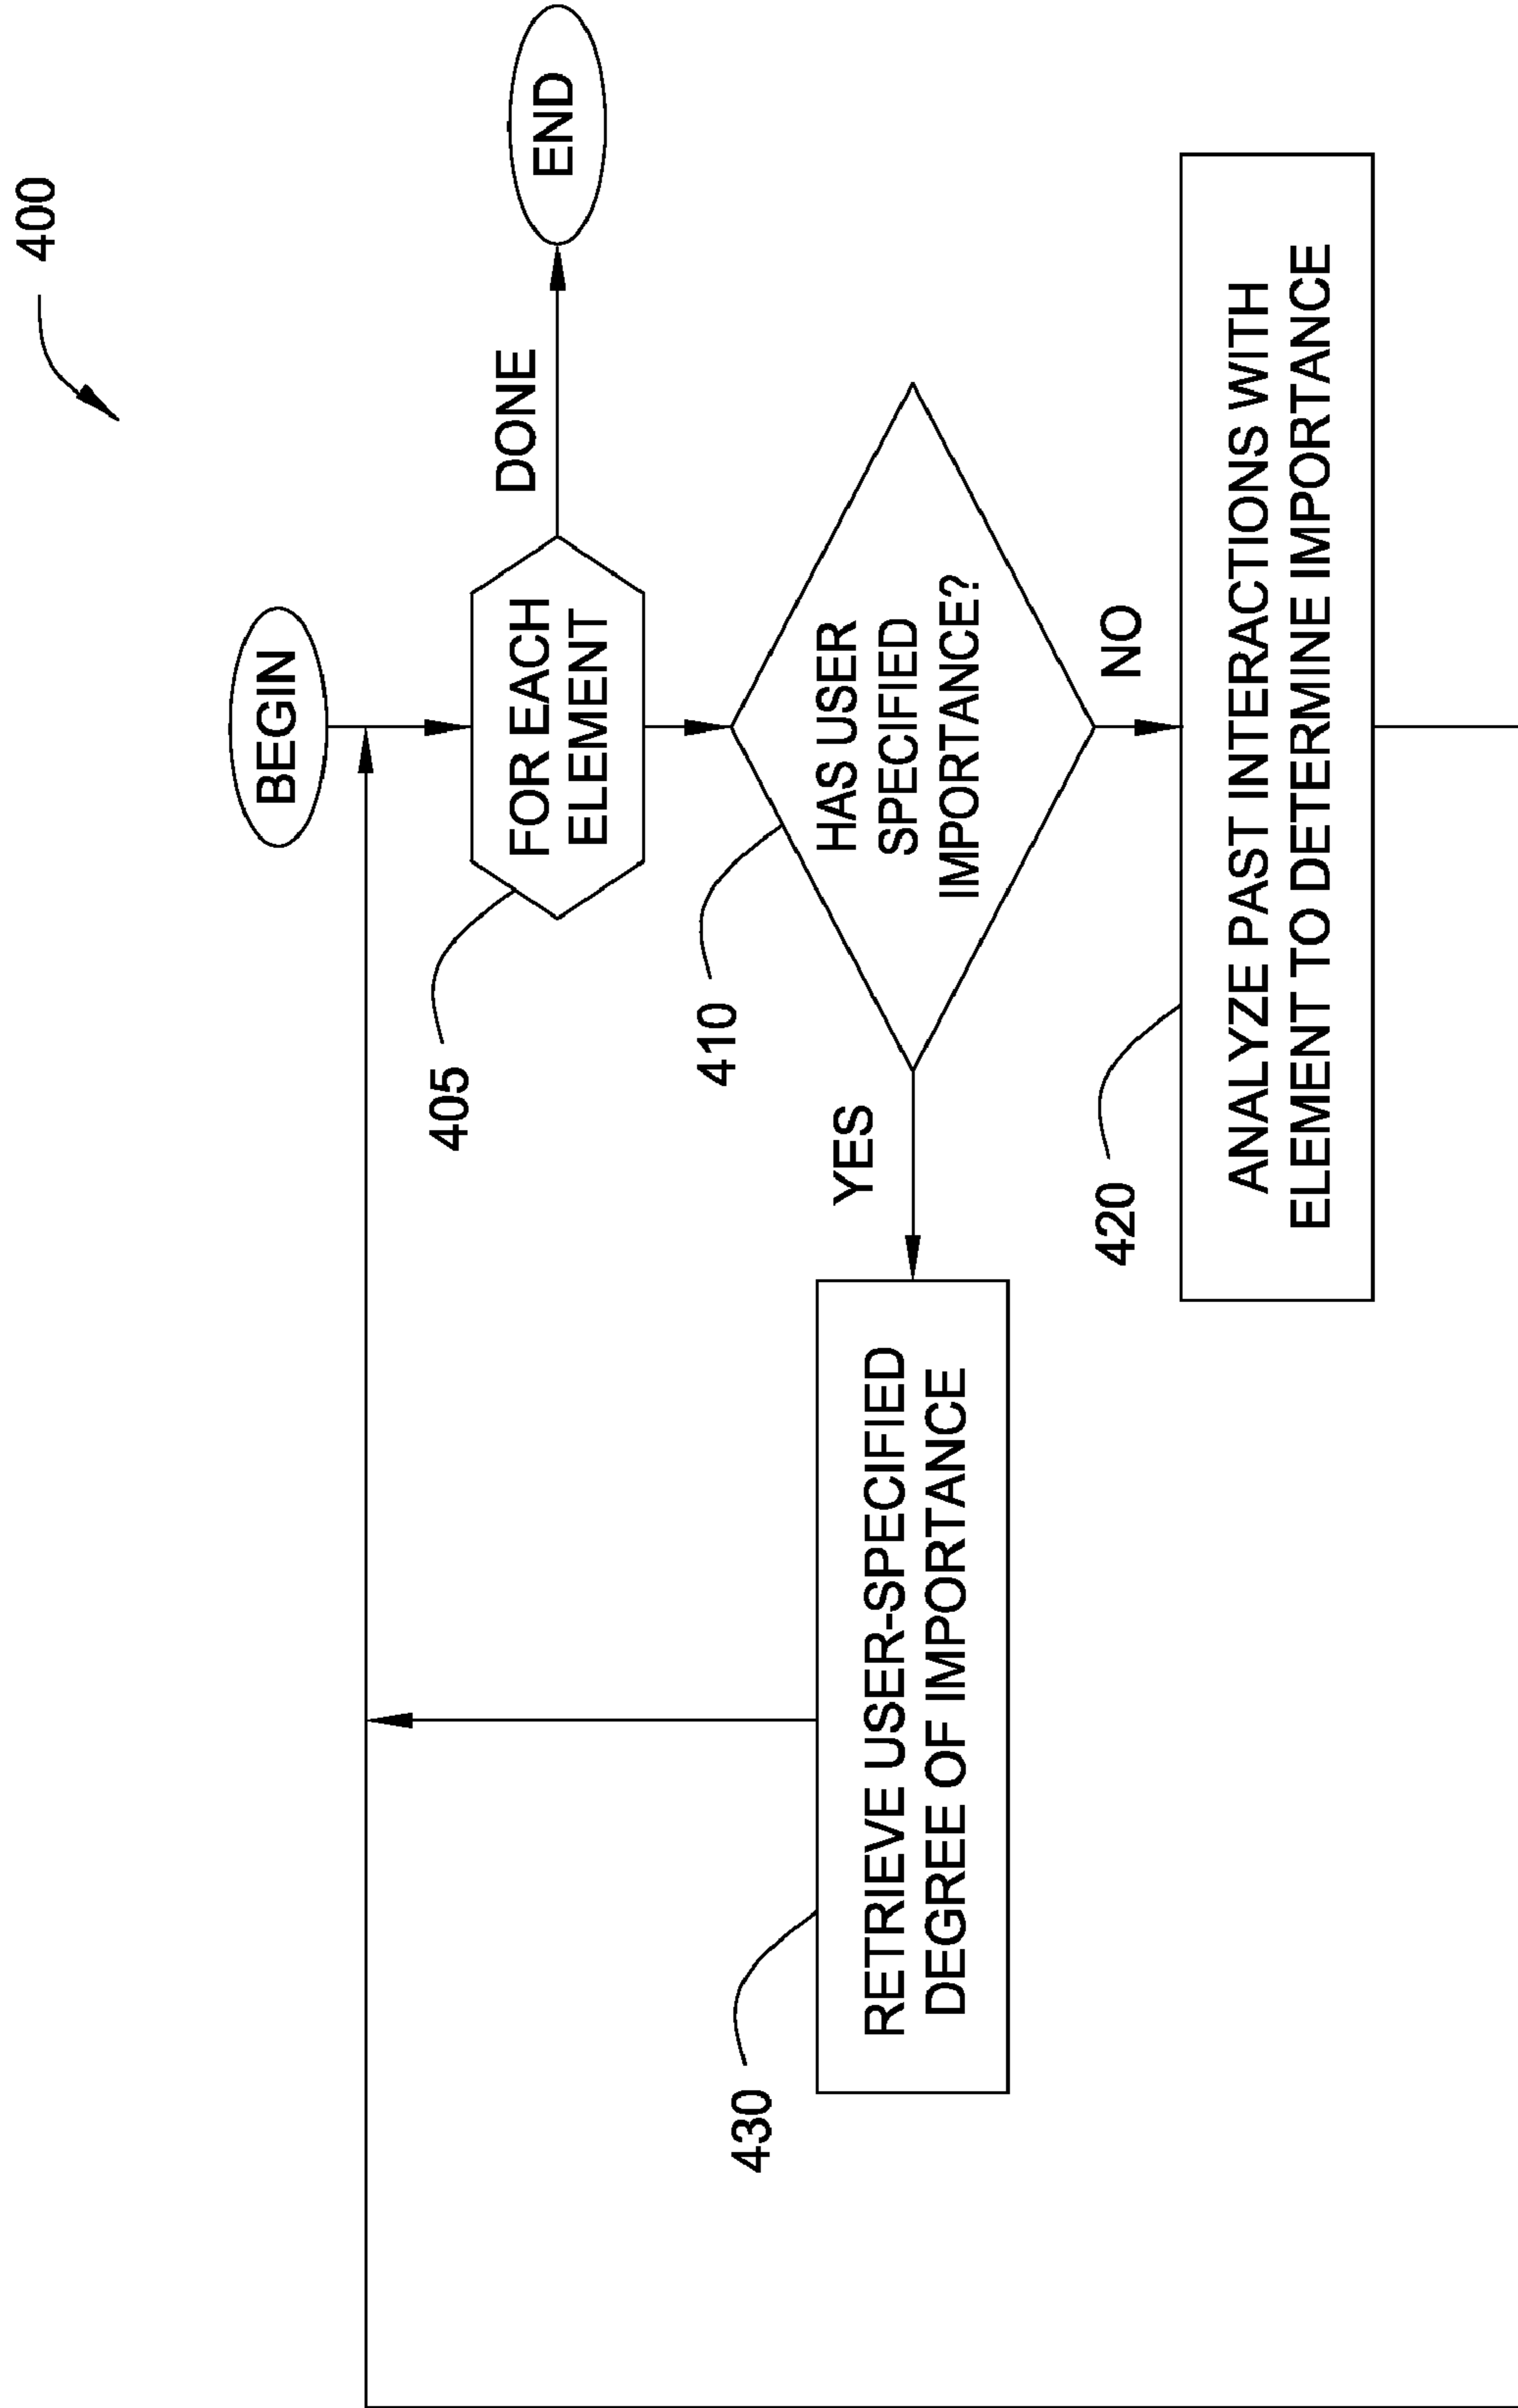 400
BEGIN
FOR EACH
ELEMENT
DONE
END
405
HAS USER
SPECIFIED
IMPORTANCE?
410
YES
NO
RETRIEVE USER-SPECIFIED
DEGREE OF IMPORTANCE
430
ANALYZE PAST INTERACTIONS WITH
ELEMENT TO DETERMINE IMPORTANCE
420